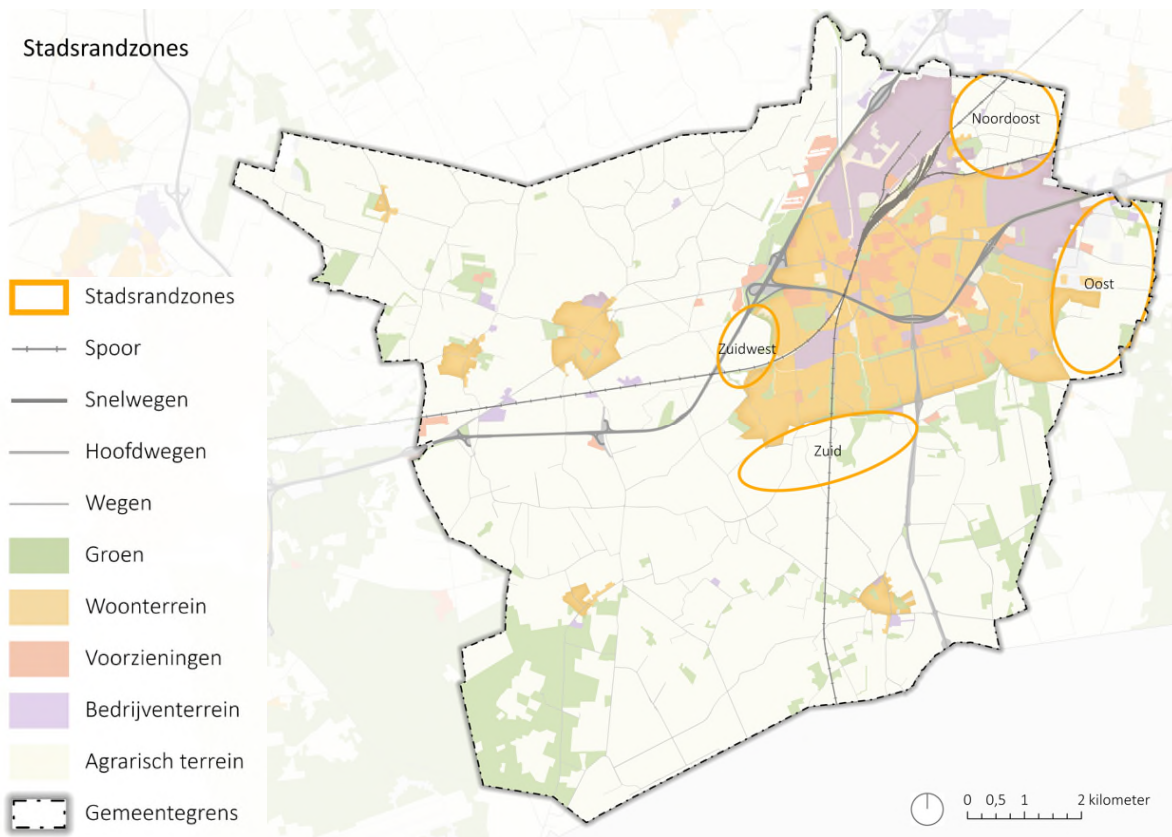 Stadsrandzones
Noordoost
Oost
Zuidwest
Zuid
Stadsrandzones
Spoor
Snelwegen
Hoofdwegen
Wegen
Groen
Woonterrein
Voorzieningen
Bedrijventerrein
Agrarisch terrein
Gemeentegrens
0 0,5 1 2 kilometer